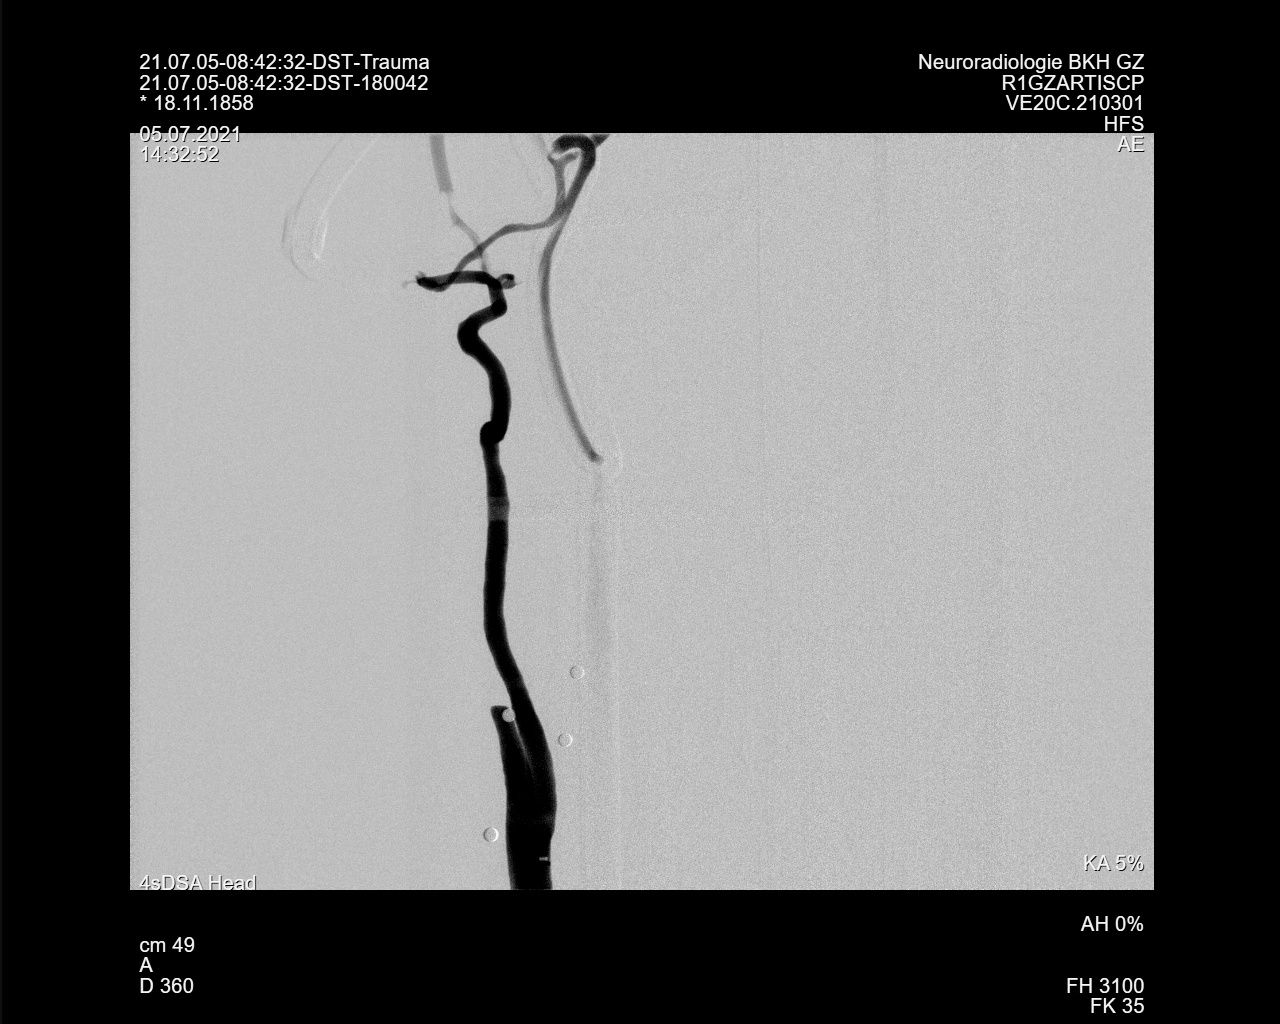 21.07.05-08:42:32-DST-Trauma
21.07.05-08:42:32-DST-180042
* 18.11.1858
05.07.2021
14:32:52
Neuroradiologie BKH GZ
R1GZARTISCP
VE20C.210301
HFS
AE
4sDSA Head
KA 5%
AH 0%
cm 49
A
D 360
FH 3100
FK 35